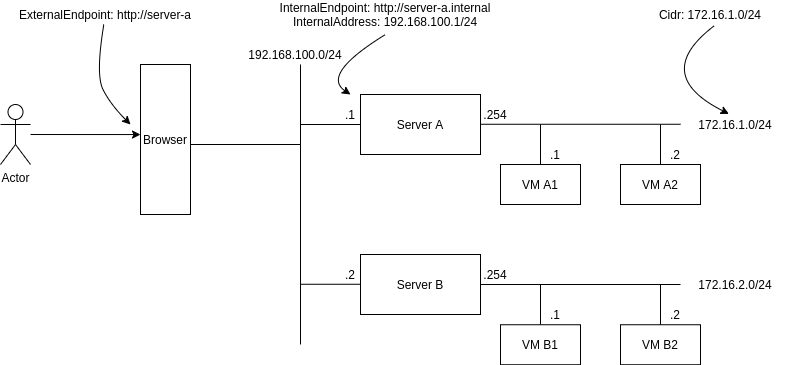 ExternalEndpoint: http://server-a
InternalEndpoint: http://server-a.internal
InternalAddress: 192.168.100.1/24
Cidr: 172.16.1.0/24
192.168.100.0/24
Browser
Actor
.1
Server A
.254
172.16.1.0/24
.1
.2
VM A1
VM A2
.2
Server B
.254
172.16.2.0/24
.1
.2
VM B1
VM B2